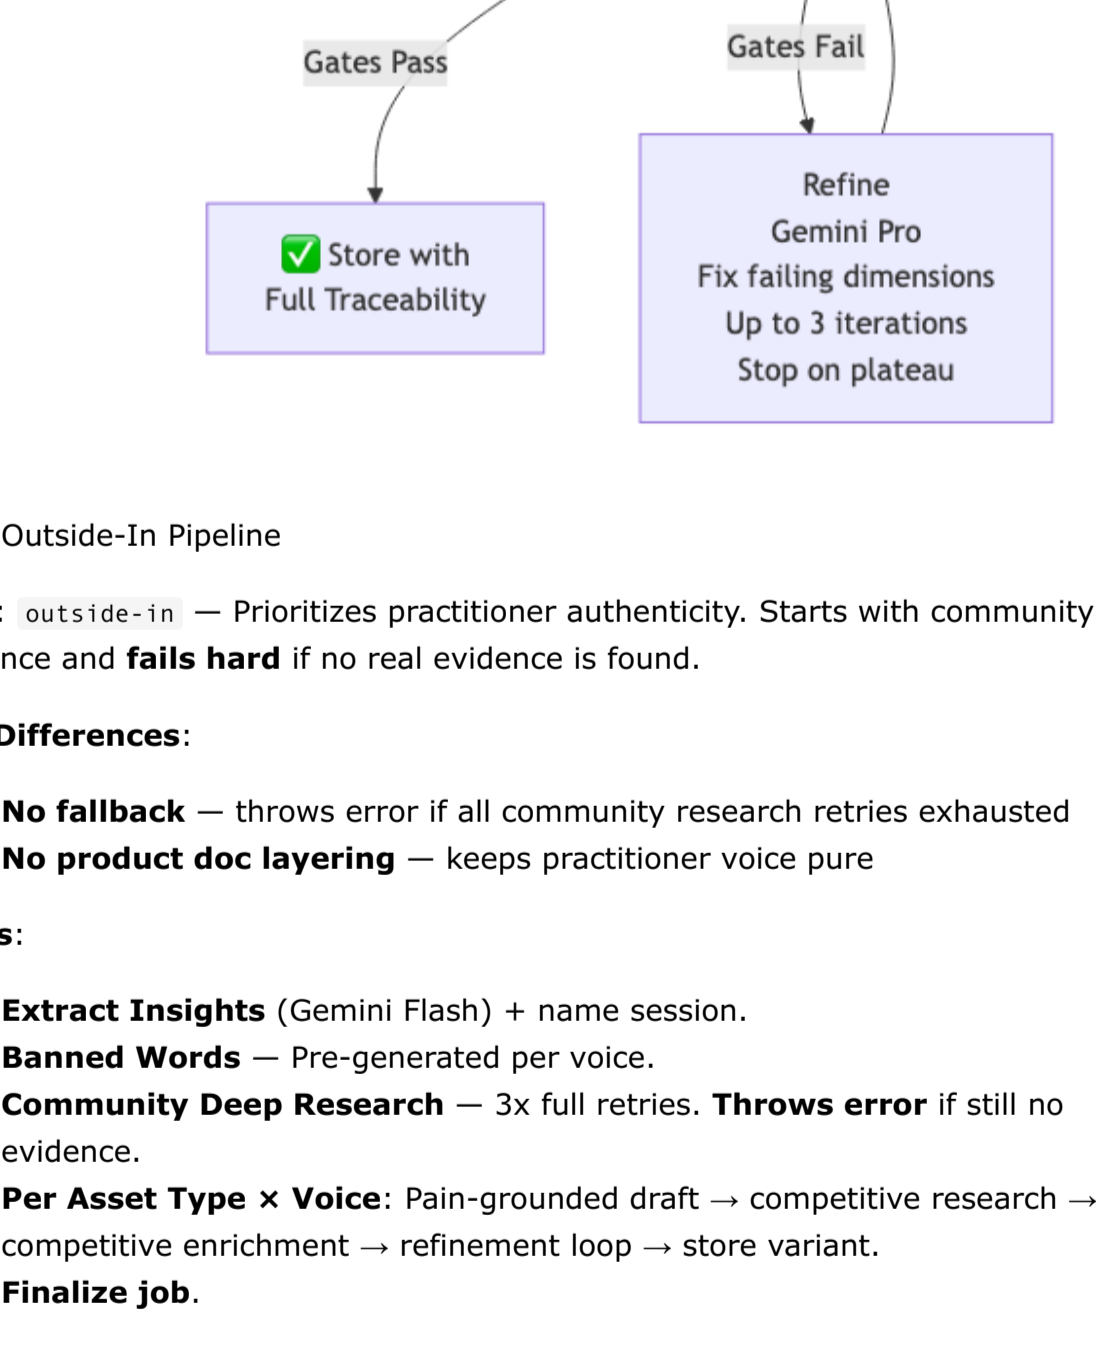 Gates Pass
Gates Fail
✅ Store with
Full Traceability
Refine
Gemini Pro
Fix failing dimensions
Up to 3 iterations
Stop on plateau
Outside-In Pipeline
: outside-in — Prioritizes practitioner authenticity. Starts with community
nce and fails hard if no real evidence is found.
Differences:
No fallback — throws error if all community research retries exhausted
No product doc layering — keeps practitioner voice pure
s:
Extract Insights (Gemini Flash) + name session.
Banned Words — Pre-generated per voice.
Community Deep Research — 3x full retries. Throws error if still no
evidence.
Per Asset Type × Voice: Pain-grounded draft → competitive research →
competitive enrichment → refinement loop → store variant.
Finalize job.